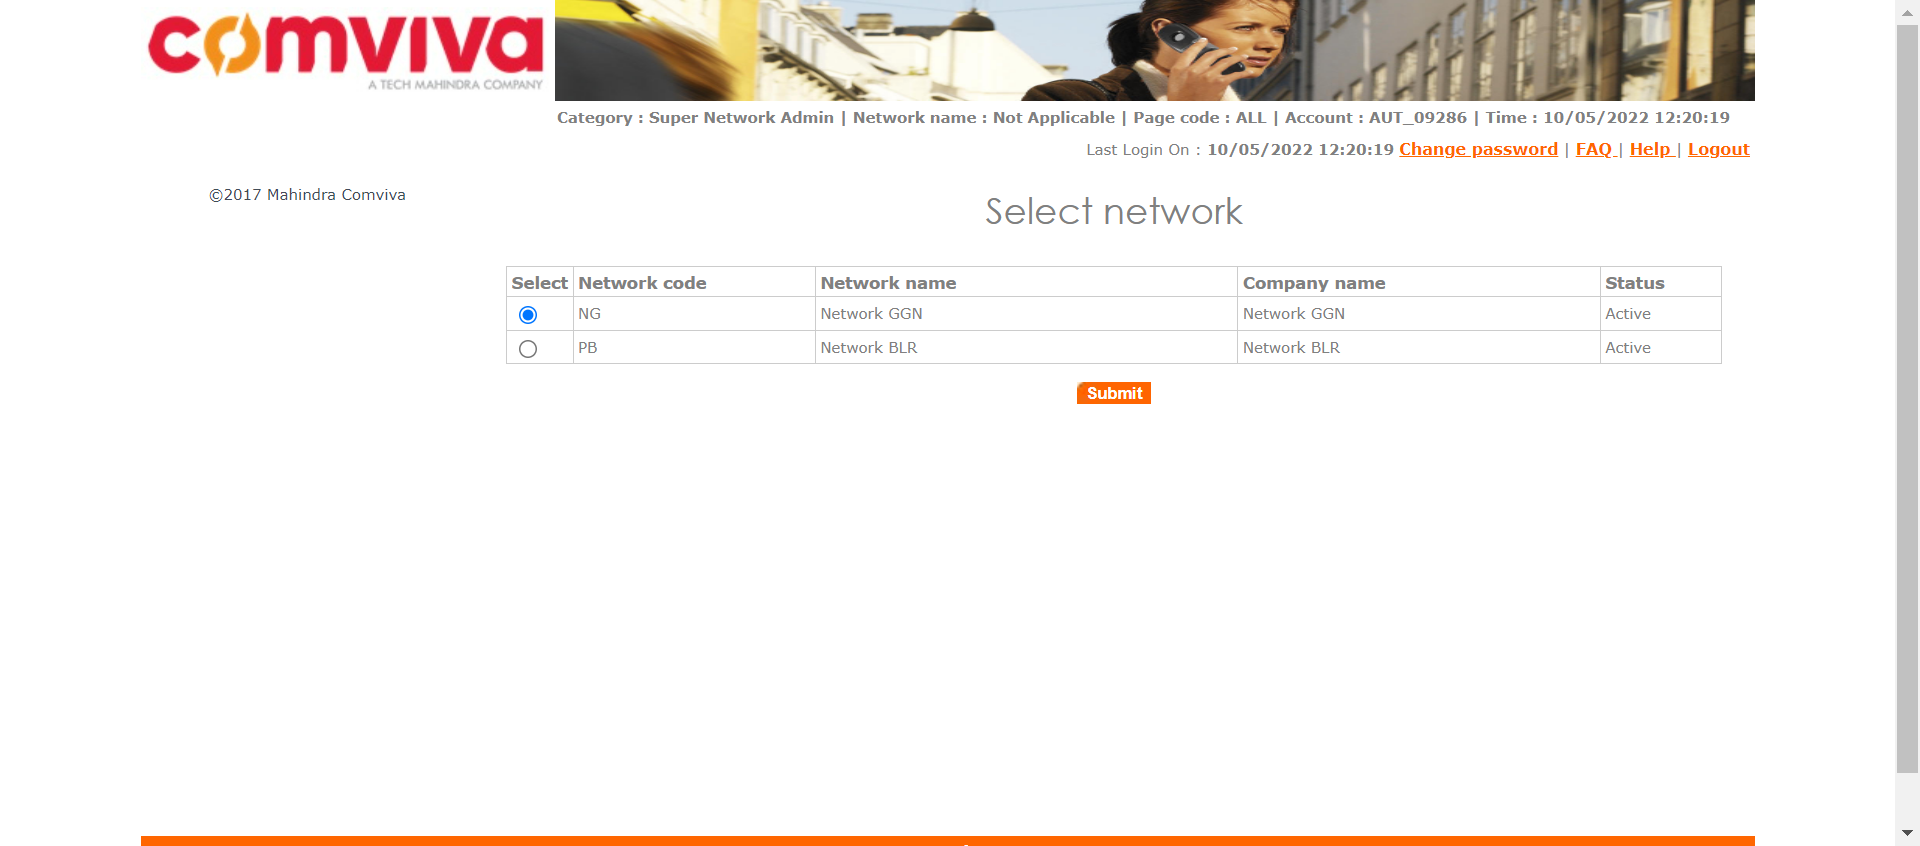 comviva
A TECH MAHINDRA COMPANY
Category : Super Network Admin | Network name : Not Applicable | Page code : ALL | Account : AUT_09286 | Time : 10/05/2022 12:20:19
Last Login On : 10/05/2022 12:20:19 Change password | FAQ | Help | Logout
©2017 Mahindra Comviva
Select network
Select Network code Network name Company name Status
NG Network GGN Network GGN Active
PB Network BLR Network BLR Active
Submit